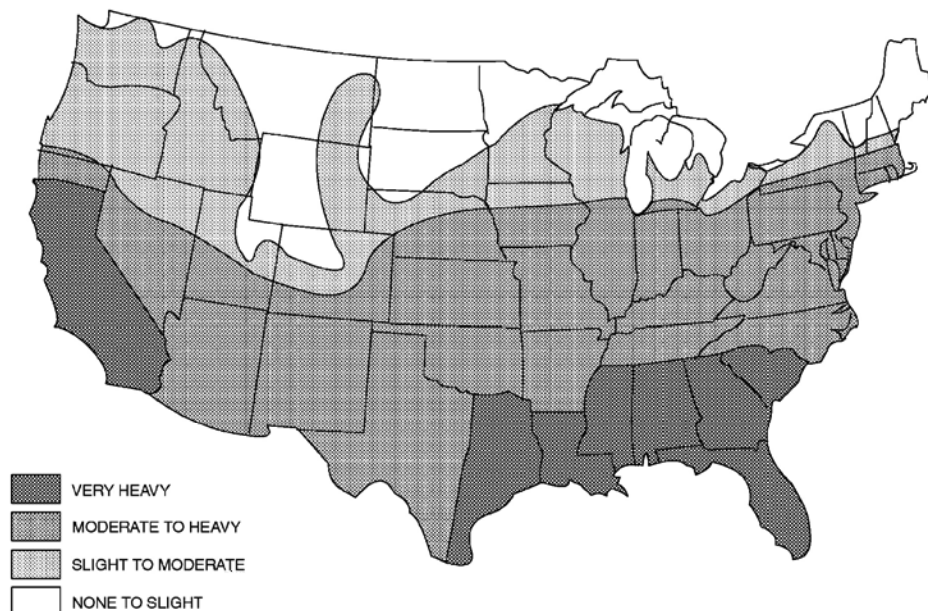 VERY HEAVY
MODERATE TO HEAVY
SLIGHT TO MODERATE
NONE TO SLIGHT